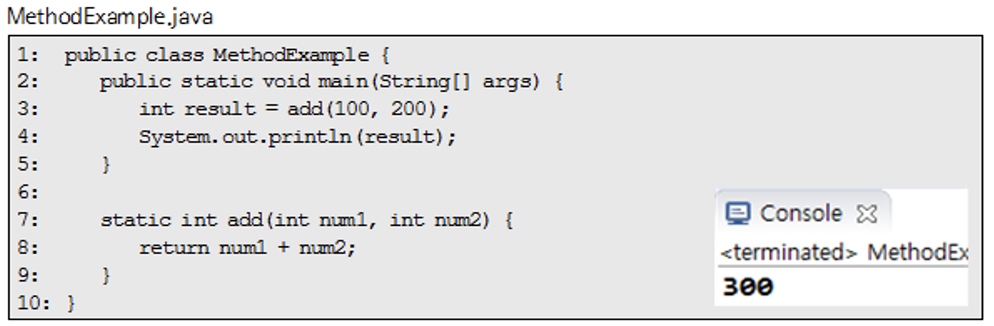 MethodExample.java
1: public class MethodExample {
2: public static void main(String[] args) {
3: int result = add(100, 200);
4: System.out.println(result);
5: }
6:
7: static int add(int num1, int num2) {
8: return num1 + num2;
9: }
10: }
Console
<terminated> MethodEx
300